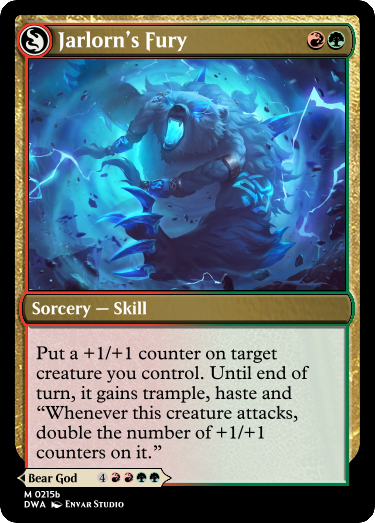 Jarlorn's Fury
Sorcery — Skill
Put a +1/+1 counter on target
creature you control. Until end of
turn, it gains trample, haste and
“Whenever this creature attacks,
double the number of +1/+1
counters on it.”
Bear God 4
M 0215b
DWA Envar Studio